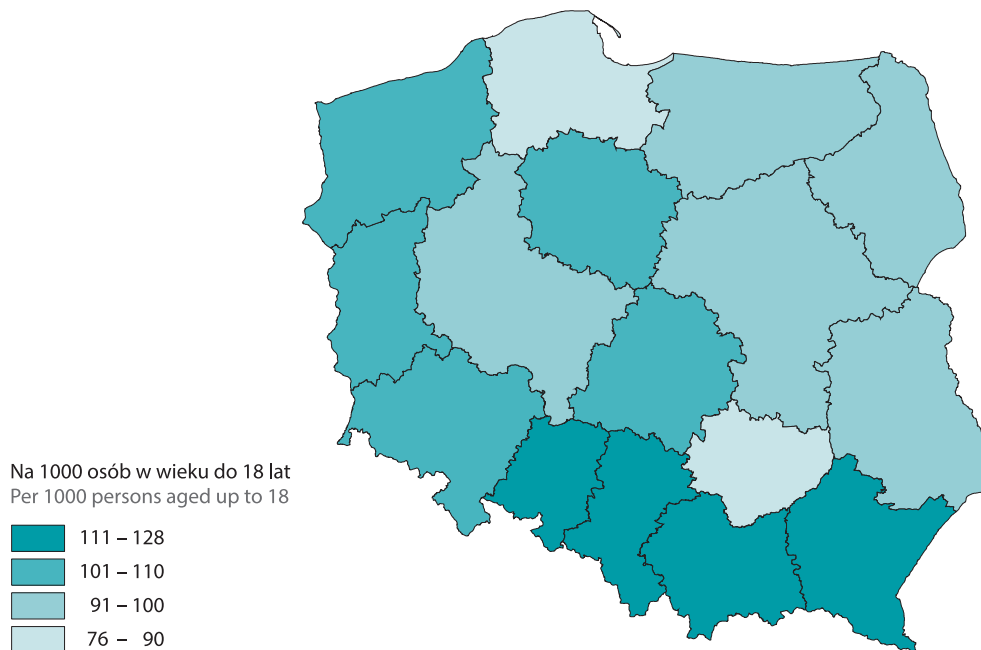 Na 1000 osób w wieku do 18 lat
Per 1000 persons aged up to 18
111 – 128
101 – 110
91 – 100
76 – 90